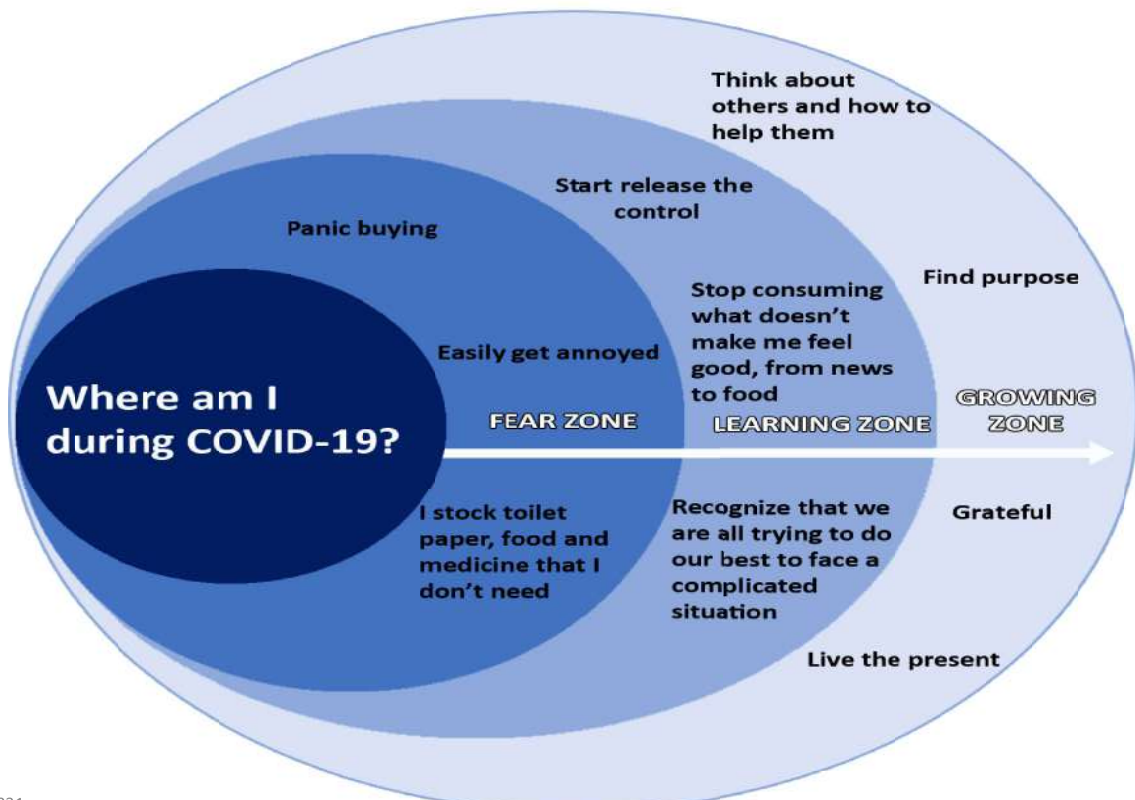 Think about
others and how to
help them
Start release the
control
Panic buying
Find purpose
Stop consuming
what doesn't
make me feel
good, from news
to food
Easily get annoyed
Where am I
during COVID-19?
FEAR ZONE
LEARNING ZONE
GROWING
ZONE
I stock toilet
paper, food and
medicine that I
don't need
Recognize that we
are all trying to do
our best to face a
complicated
situation
Grateful
Live the present